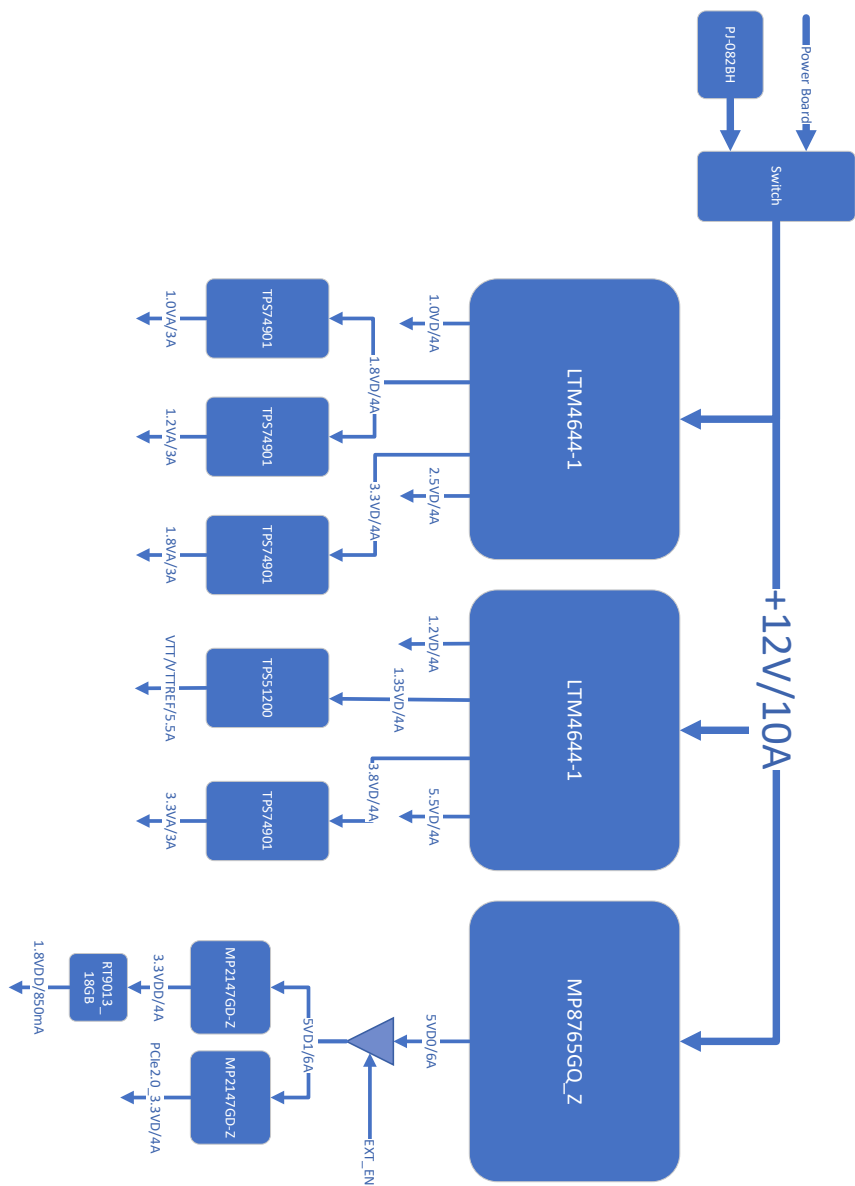 Power Board
PJ-082BH
Switch
+12V/10A
LTM4644-1
LTM4644-1
MP8765GQ_Z
1.0VD/4A
1.8VD/4A
3.3VD/4A
2.5VD/4A
1.2VD/4A
1.35VD/4A
3.8VD/4A
5.5VD/4A
5VD0/6A
EXT_EN
5VD1/6A
TPS74901
TPS74901
TPS74901
TPS51200
TPS74901
MP2147GD-Z
MP2147GD-Z
1.0VA/3A
1.2VA/3A
1.8VA/3A
VTT/VTTREF/5.5A
3.3VA/3A
3.3VDD/4A
PCIe2.0_3.3VD/4A
RT9013_
18GB
1.8VDD/850mA